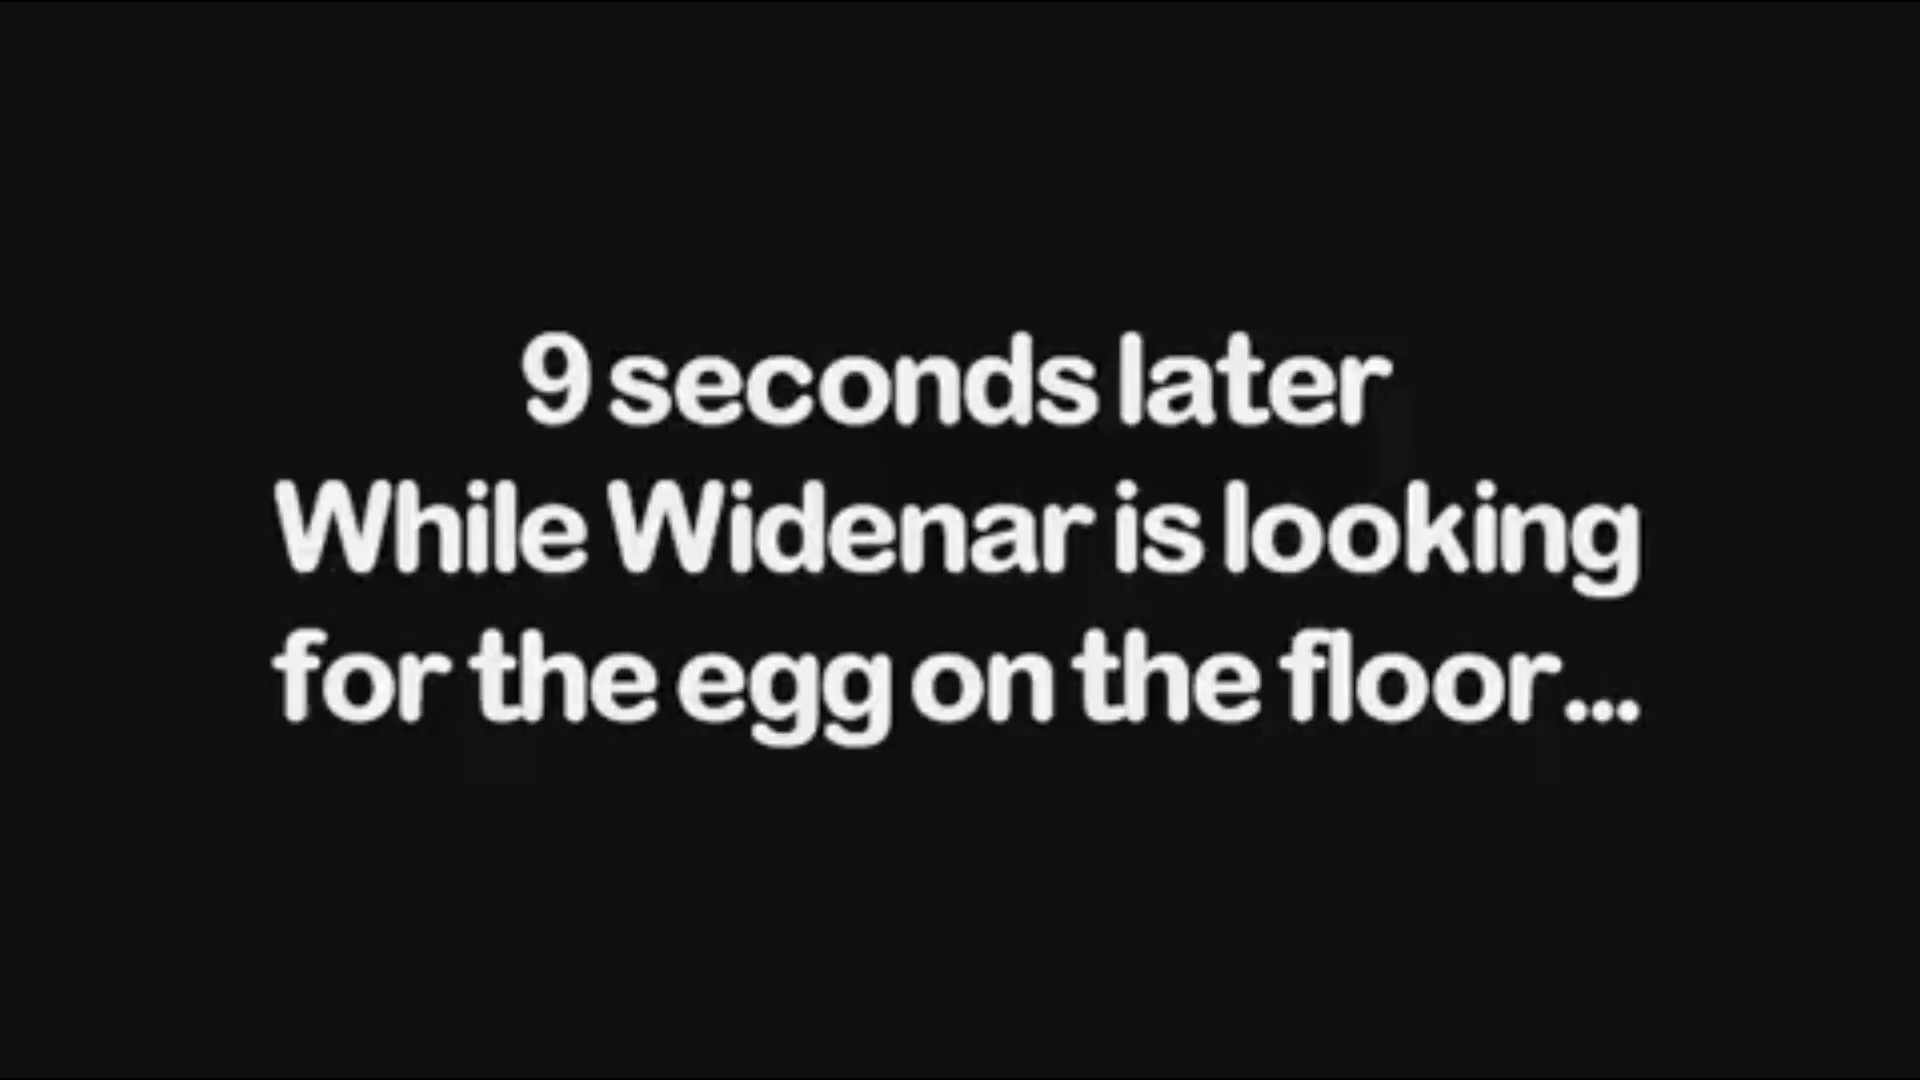 9 seconds later
While Widenar is looking
for the egg on the floor...